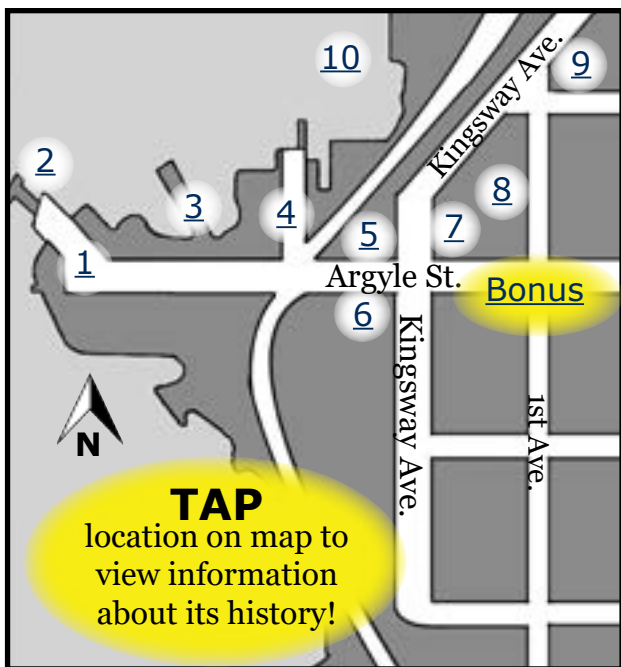 10
Kingsway Ave.
9
2
3
4
8
7
5
1
Argyle St.
Bonus
6
Kingsway Ave.
1st Ave.
N
TAP
location on map to
view information
about its history!